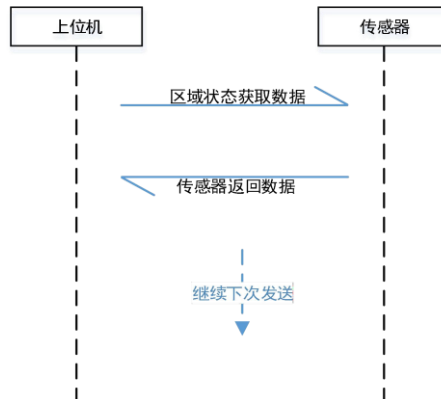 上位机
传感器
区域状态获取数据
传感器返回数据
继续下次发送